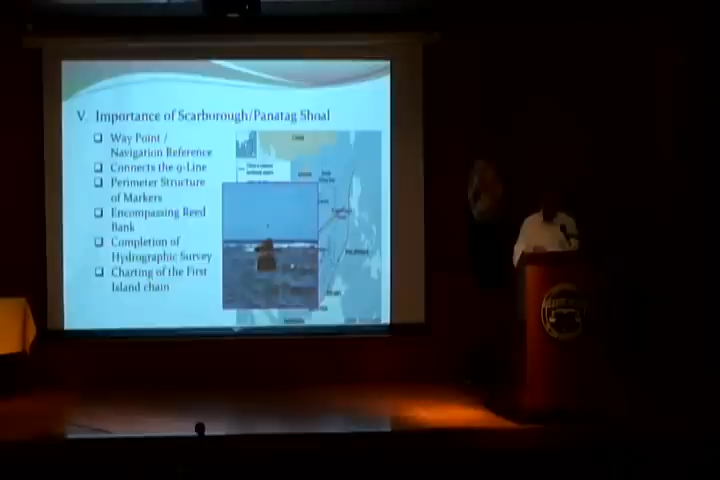 V. Importance of Scarborough/Panatag Shoal
Way Point /
Navigation Reference
Connects the 9-Line
Perimeter Structure
of Markers
Encompassing Reed
Bank
Completion of
Hydrographic Survey
Charting of the First
Island chain